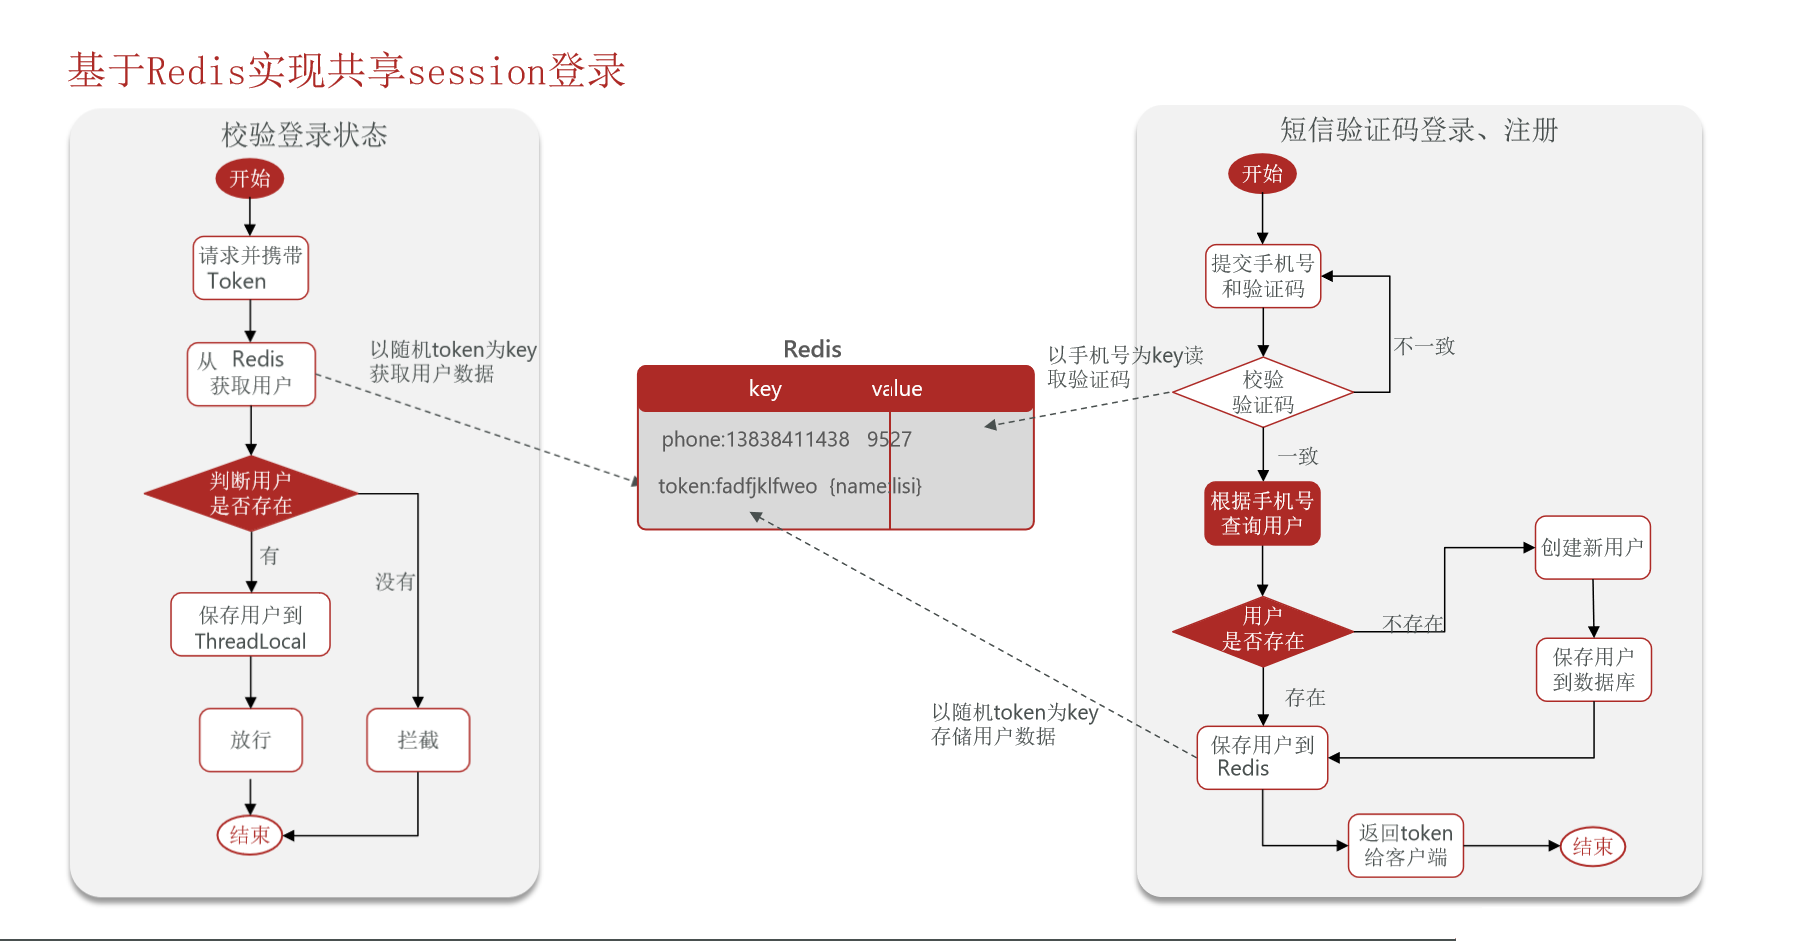 基于Redis实现共享session登录
校验登录状态
开始
请求并携带
Token
从 Redis
获取用户
判断用户
是否存在
有
没有
保存用户到
ThreadLocal
放行
拦截
结束
以随机token为key
获取用户数据
Redis
key value
phone:13838411438 9527
token:fadfjklfweo {name:lisi}
以手机号为key读
取验证码
以随机token为key
存储用户数据
短信验证码登录、注册
开始
提交手机号
和验证码
不一致
校验
验证码
一致
根据手机号
查询用户
用户
是否存在
不存在
创建新用户
保存用户
到数据库
存在
保存用户到
Redis
返回token
给客户端
结束